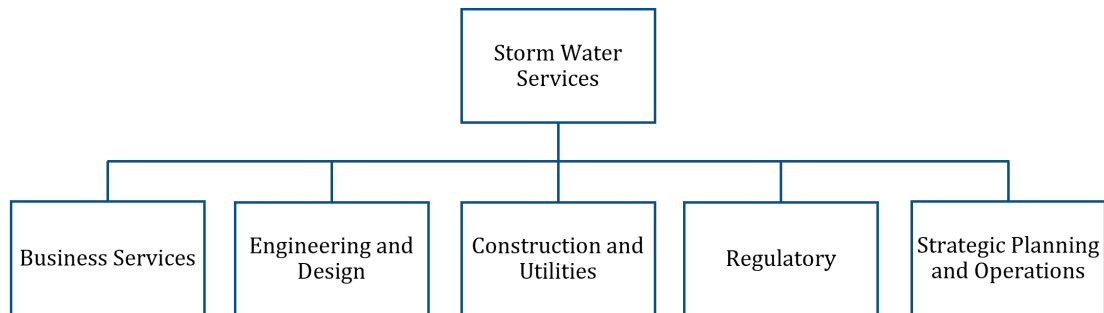 Storm Water
Services
Business Services
Engineering and
Design
Construction and
Utilities
Regulatory
Strategic Planning
and Operations